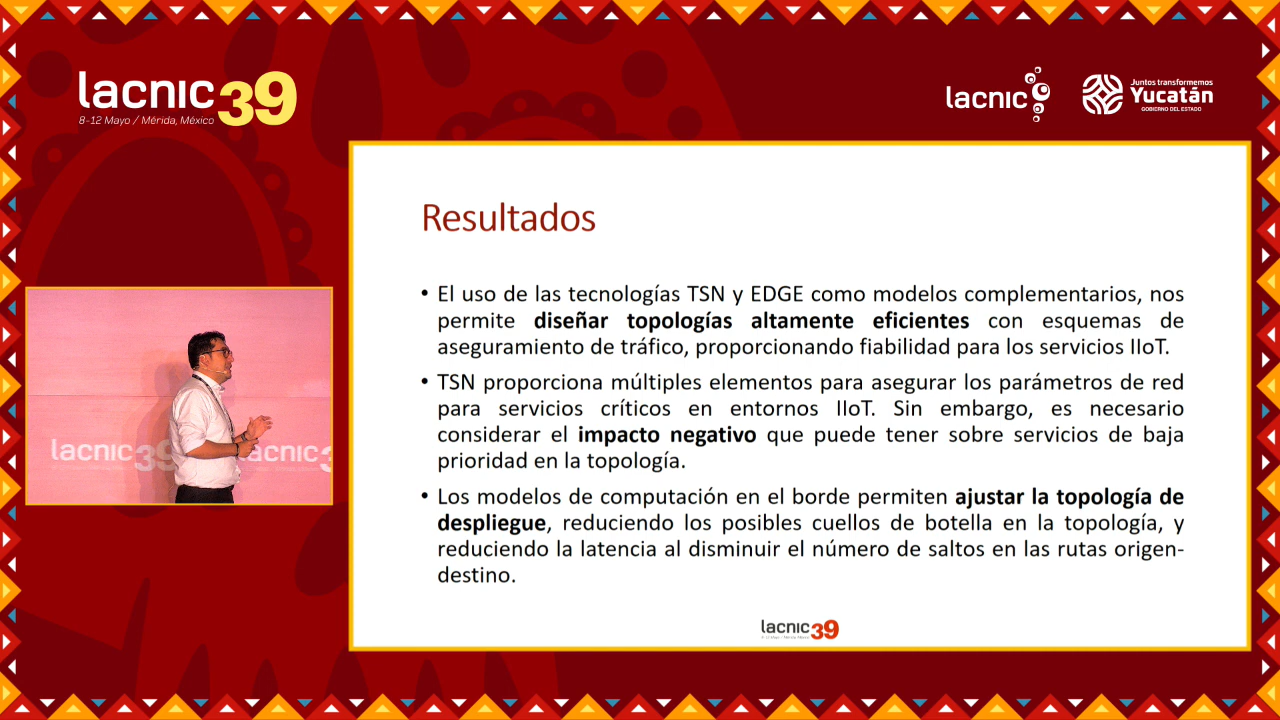 lacnic39
8-12 Mayo / Mérida, México
lacnic
Juntos transformemos
Yucatán
GOBIERNO DEL ESTADO
Resultados
• El uso de las tecnologías TSN y EDGE como modelos complementarios, nos
permite diseñar topologías altamente eficientes con esquemas de
aseguramiento de tráfico, proporcionando fiabilidad para los servicios IIoT.
• TSN proporciona múltiples elementos para asegurar los parámetros de red
para servicios críticos en entornos IIoT. Sin embargo, es necesario
considerar el impacto negativo que puede tener sobre servicios de baja
prioridad en la topología.
• Los modelos de computación en el borde permiten ajustar la topología de
despliegue, reduciendo los posibles cuellos de botella en la topología, y
reduciendo la latencia al disminuir el número de saltos en las rutas origen-
destino.
lacnic39
lacnic39
lacnic3